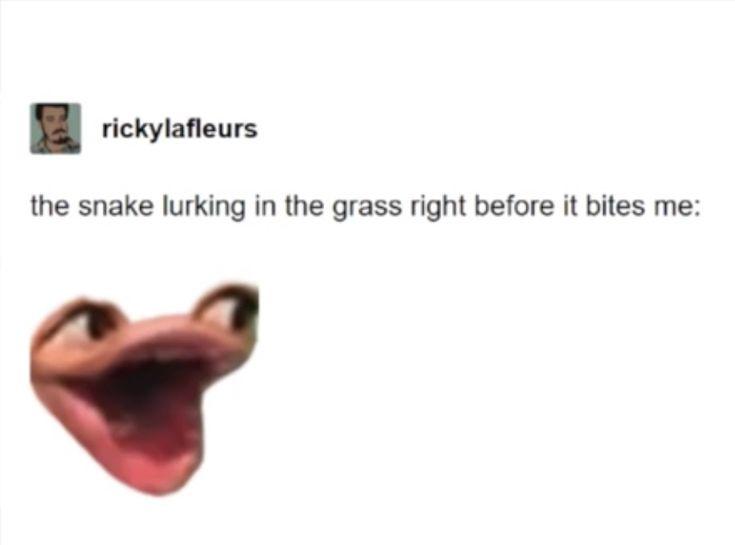 rickylafleurs
the snake lurking in the grass right before it bites me: